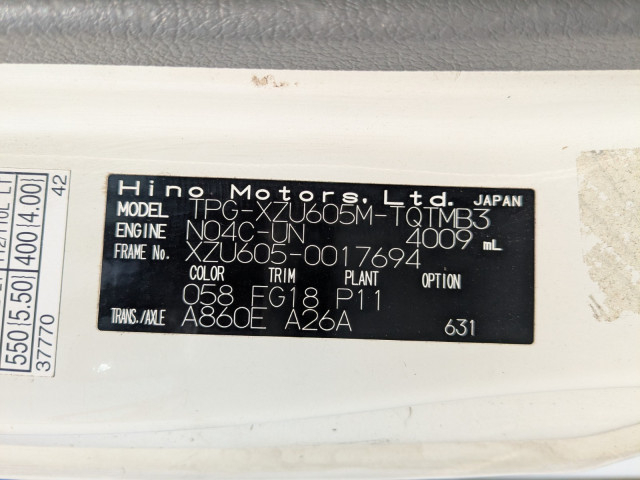 Hino Motors, Ltd. JAPAN
MODEL TPG-XZU605M-TQTMB3
ENGINE N04C-UN 4009 mL
FRAME No. XZU605-0017694
COLOR TRIM PLANT OPTION
058 FG18 P11
TRANS./AXLE A860E A26A 631
550 [5.50] 400 [4.00]
37770 42